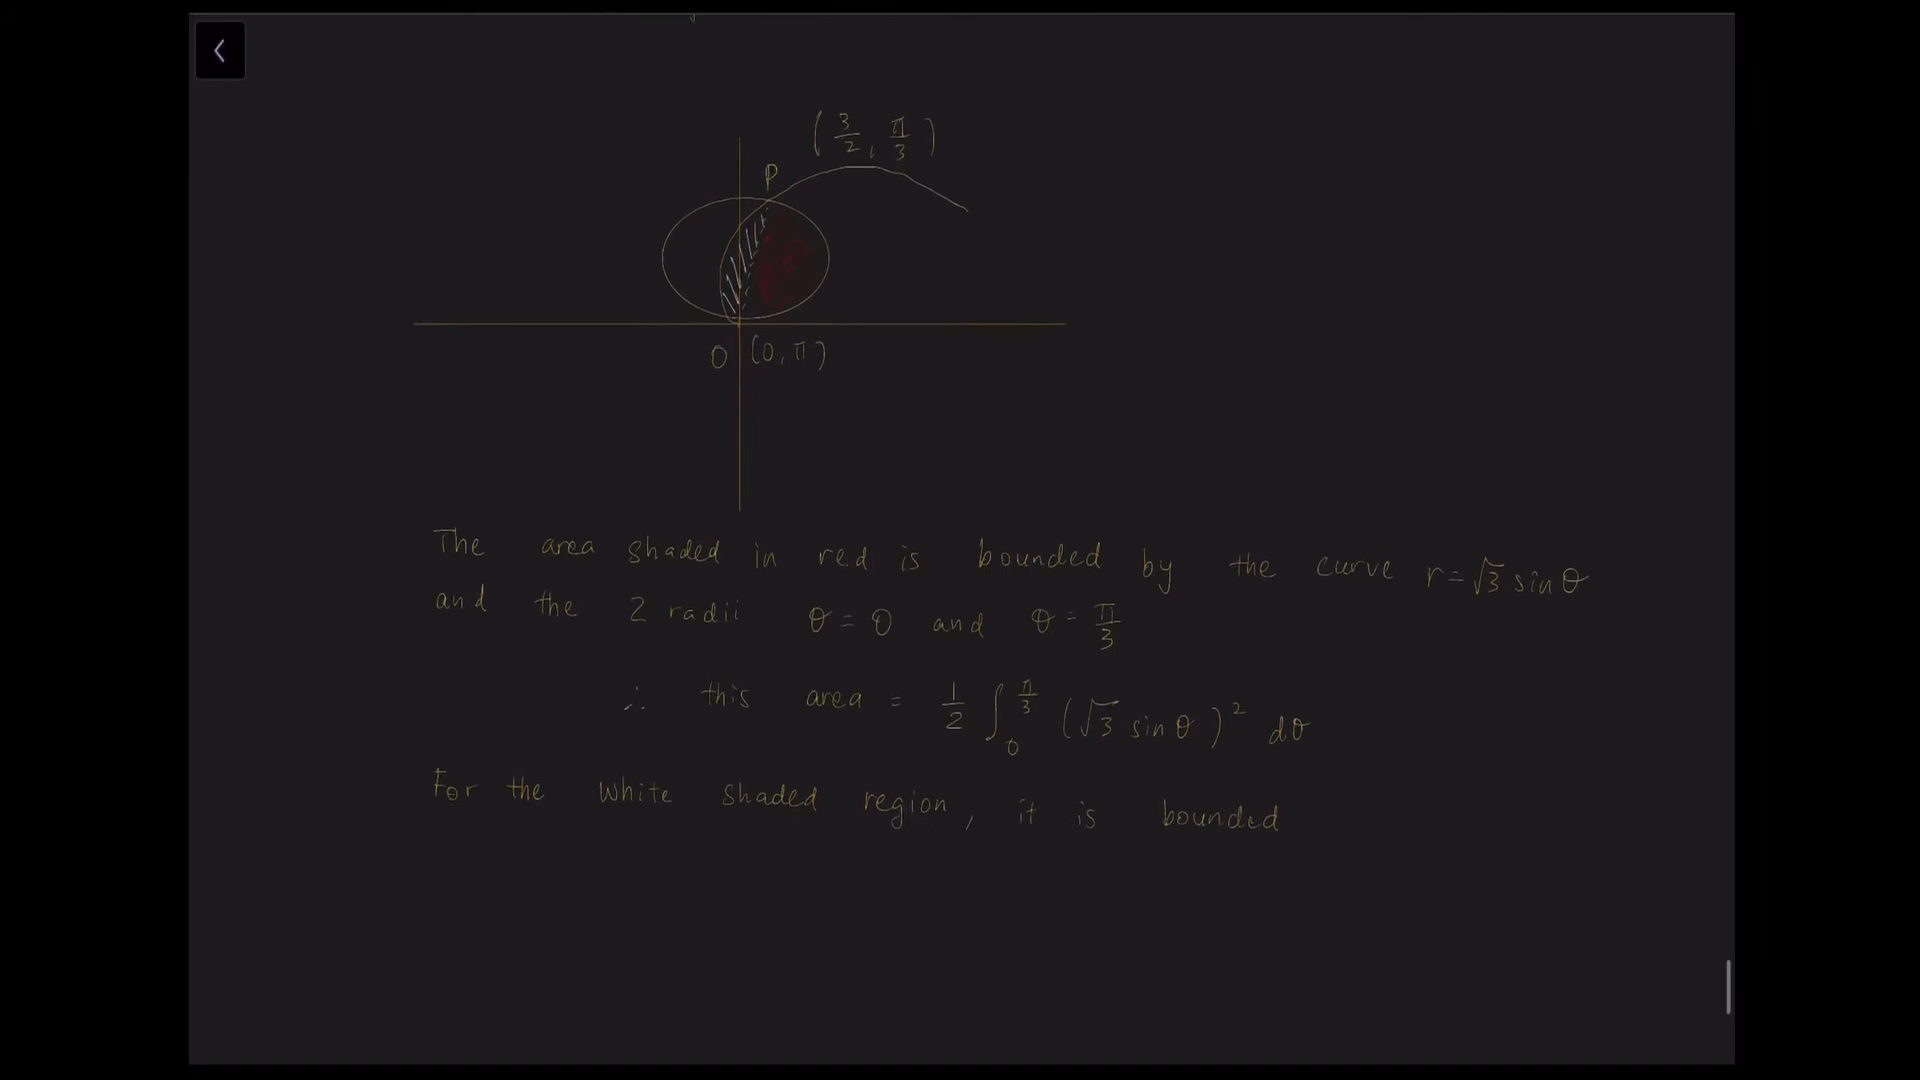 (3/2, π/3)
P
O (0, π)
The area shaded in red is bounded by the curve r = √3 sin θ
and the 2 radii θ = 0 and θ = π/3
∴ this area = 1/2 ∫₀^(π/3) (√3 sin θ)² dθ
For the white shaded region, it is bounded